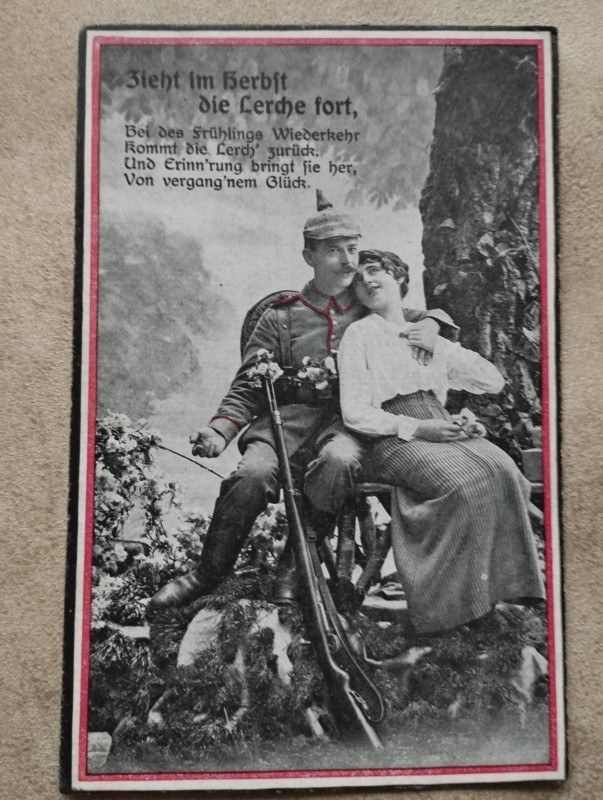 Zieht im Herbst
die Lerche fort,
Bei des Frühlings Wiederkehr
Kommt die Lerch' zurück.
Und Erinn'rung bringt sie her,
Von vergang'nem Glück.